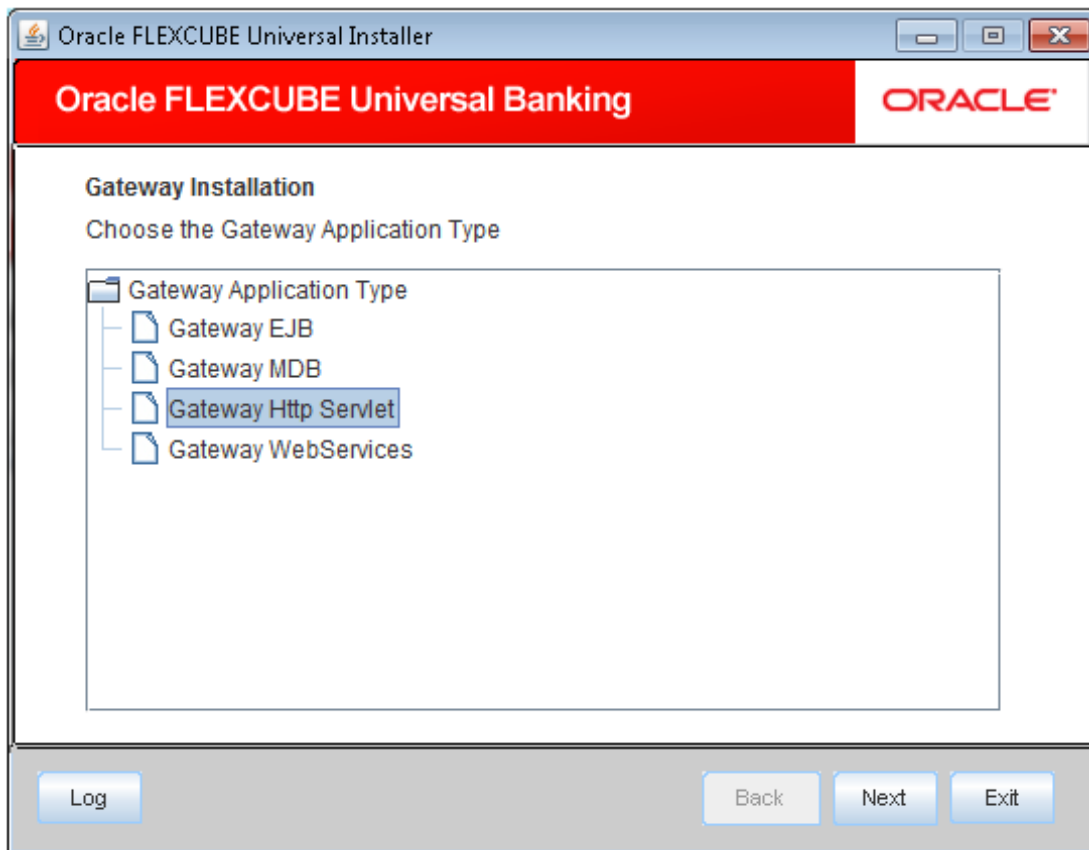 Oracle FLEXCUBE Universal Installer
Oracle FLEXCUBE Universal Banking
ORACLE
Gateway Installation
Choose the Gateway Application Type
Gateway Application Type
Gateway EJB
Gateway MDB
Gateway Http Servlet
Gateway WebServices
Log
Back
Next
Exit